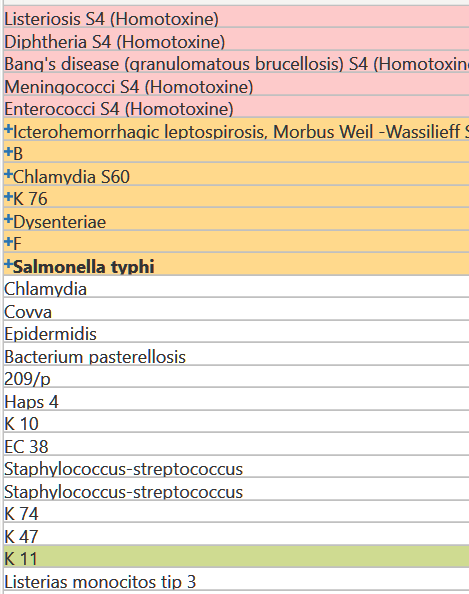 Listeriosis S4 (Homotoxine)
Diphtheria S4 (Homotoxine)
Bang's disease (granulomatous brucellosis) S4 (Homotoxine
Meningococci S4 (Homotoxine)
Enterococci S4 (Homotoxine)
+Icterohemorrhagic leptospirosis, Morbus Weil -Wassilieff S
+B
+Chlamydia S60
+K 76
+Dysenteriae
+F
+Salmonella typhi
Chlamydia
Covva
Epidermidis
Bacterium pasterellosis
209/p
Haps 4
K 10
EC 38
Staphylococcus-streptococcus
Staphylococcus-streptococcus
K 74
K 47
K 11
Listerias monocitos tip 3